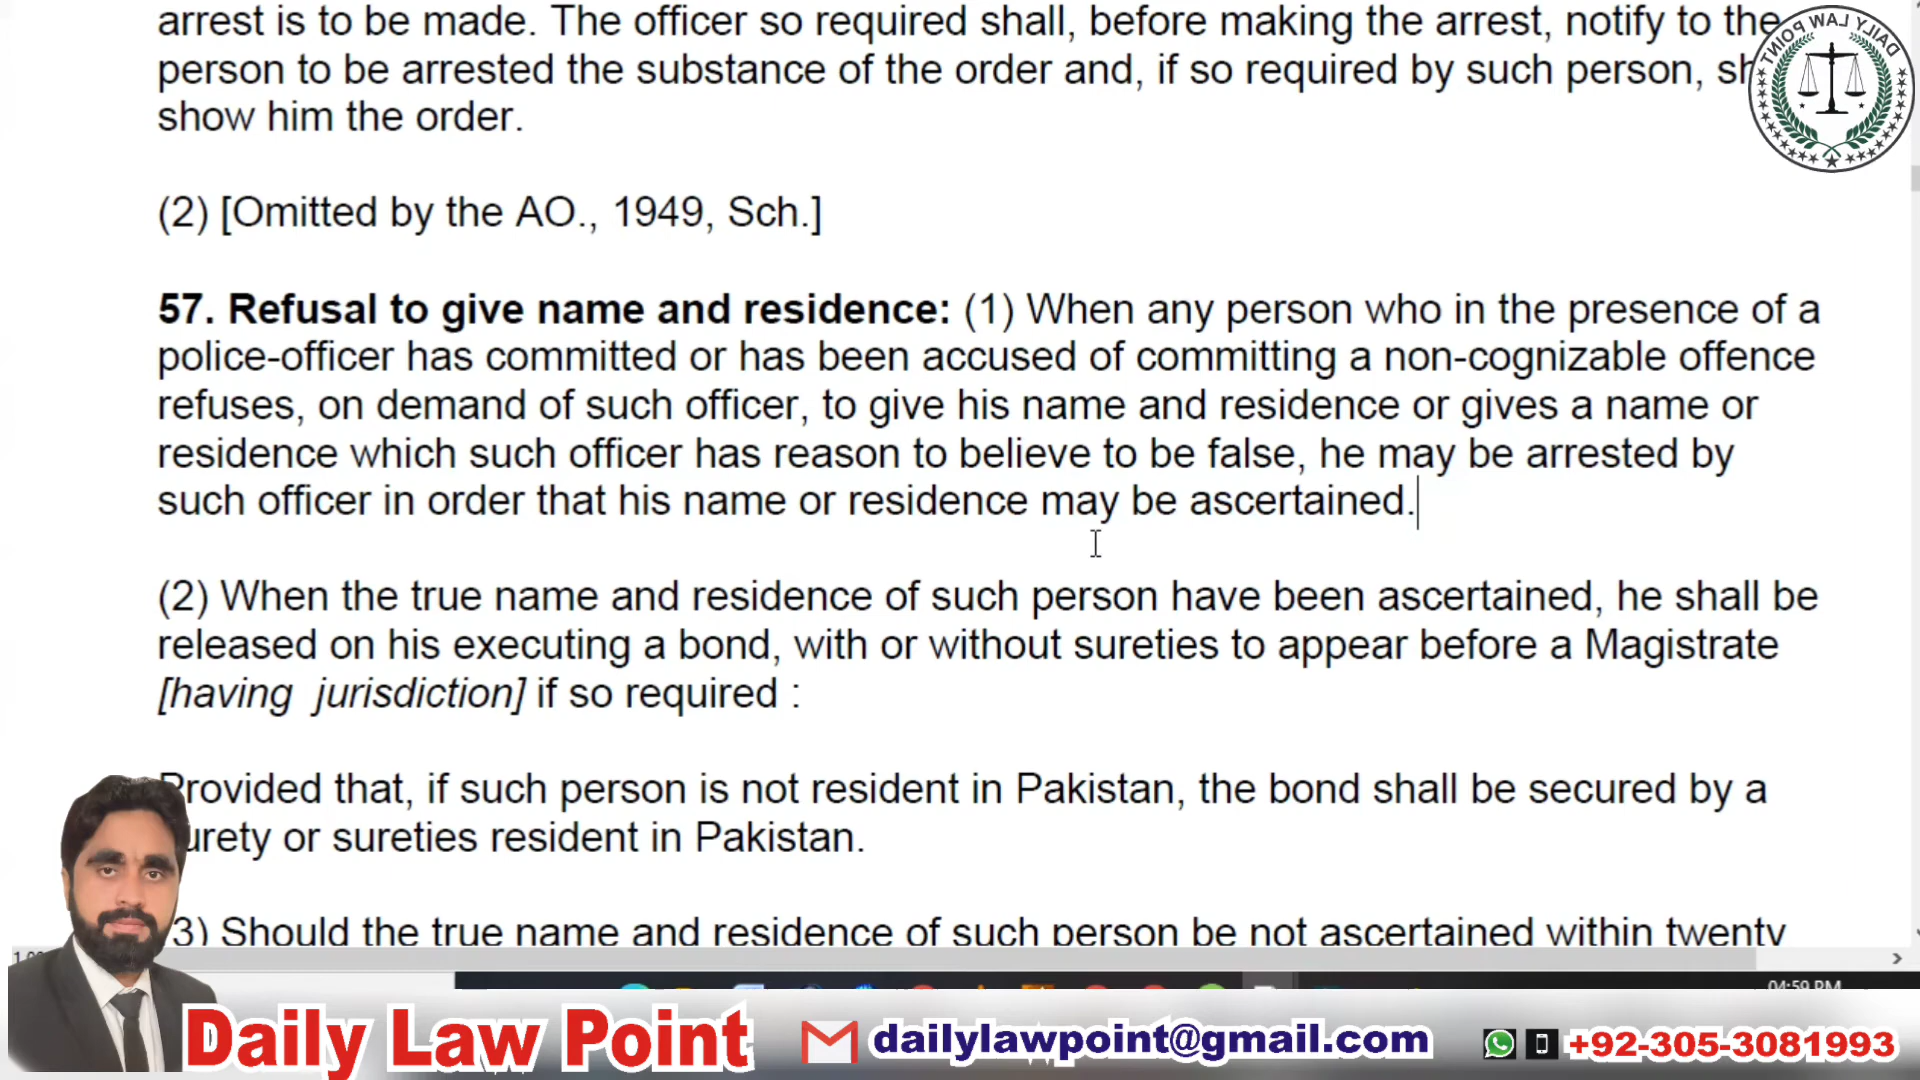 arrest is to be made. The officer so required shall, before making the arrest, notify to the
person to be arrested the substance of the order and, if so required by such person,
show him the order.
(2) [Omitted by the AO., 1949, Sch.]
57. Refusal to give name and residence: (1) When any person who in the presence of a
police-officer has committed or has been accused of committing a non-cognizable offence
refuses, on demand of such officer, to give his name and residence or gives a name or
residence which such officer has reason to believe to be false, he may be arrested by
such officer in order that his name or residence may be ascertained.
(2) When the true name and residence of such person have been ascertained, he shall be
released on his executing a bond, with or without sureties to appear before a Magistrate
[having jurisdiction] if so required :
Provided that, if such person is not resident in Pakistan, the bond shall be secured by a
surety or sureties resident in Pakistan.
3) Should the true name and residence of such person be not ascertained within twenty
04:59 PM
DAILY LAW POINT
Daily Law Point
dailylawpoint@gmail.com
+92-305-3081993